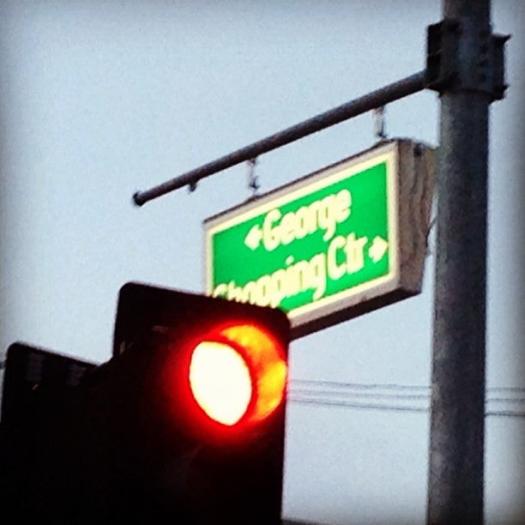 ←George
Shopping Ctr→